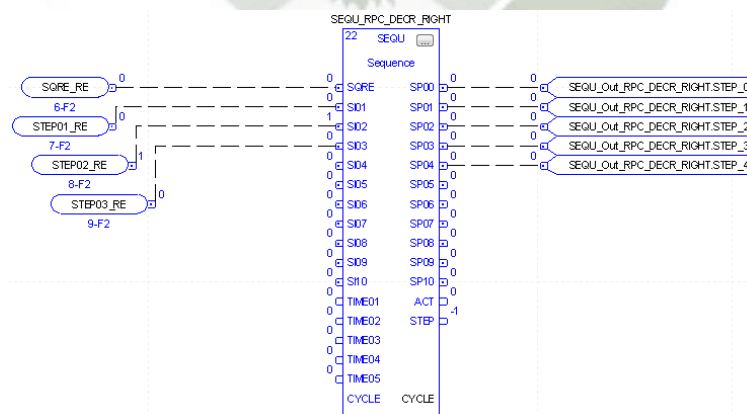 SEQU_RPC_DECR_RIGHT
22 SEQU ...
Sequence
SQRE_RE 0 0 SQRE SP00 0 0 SEQU_Out_RPC_DECR_RIGHT.STEP_0
6-F2 0 SI01 SP01 0 0 SEQU_Out_RPC_DECR_RIGHT.STEP_1
STEP01_RE 0 1 SI02 SP02 0 0 SEQU_Out_RPC_DECR_RIGHT.STEP_2
7-F2 0 SI03 SP03 0 0 SEQU_Out_RPC_DECR_RIGHT.STEP_3
STEP02_RE 1 0 SI04 SP04 0 0 SEQU_Out_RPC_DECR_RIGHT.STEP_4
8-F2 0 SI05 SP05 0
STEP03_RE 0 0 SI06 SP06 0
9-F2 0 SI07 SP07 0
0 SI08 SP08 0
0 SI09 SP09 0
0 SI10 SP10 0
0 TIME01 ACT 0
0 TIME02 STEP -1
0 TIME03
0 TIME04
0 TIME05
CYCLE CYCLE